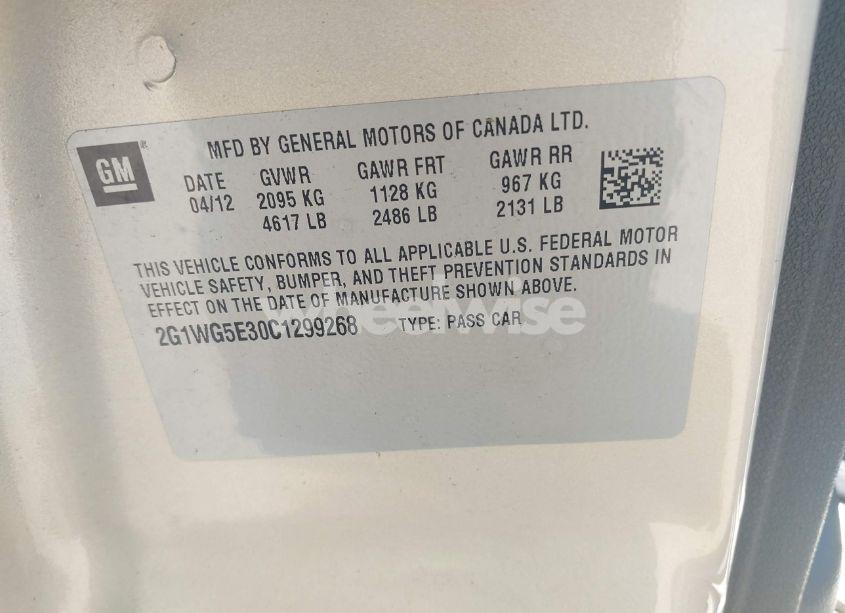 GM
MFD BY GENERAL MOTORS OF CANADA LTD.
DATE GVWR GAWR FRT GAWR RR
04/12 2095 KG 1128 KG 967 KG
4617 LB 2486 LB 2131 LB
THIS VEHICLE CONFORMS TO ALL APPLICABLE U.S. FEDERAL MOTOR
VEHICLE SAFETY, BUMPER, AND THEFT PREVENTION STANDARDS IN
EFFECT ON THE DATE OF MANUFACTURE SHOWN ABOVE.
2G1WG5E30C1299268 TYPE: PASS CAR
wheelwise